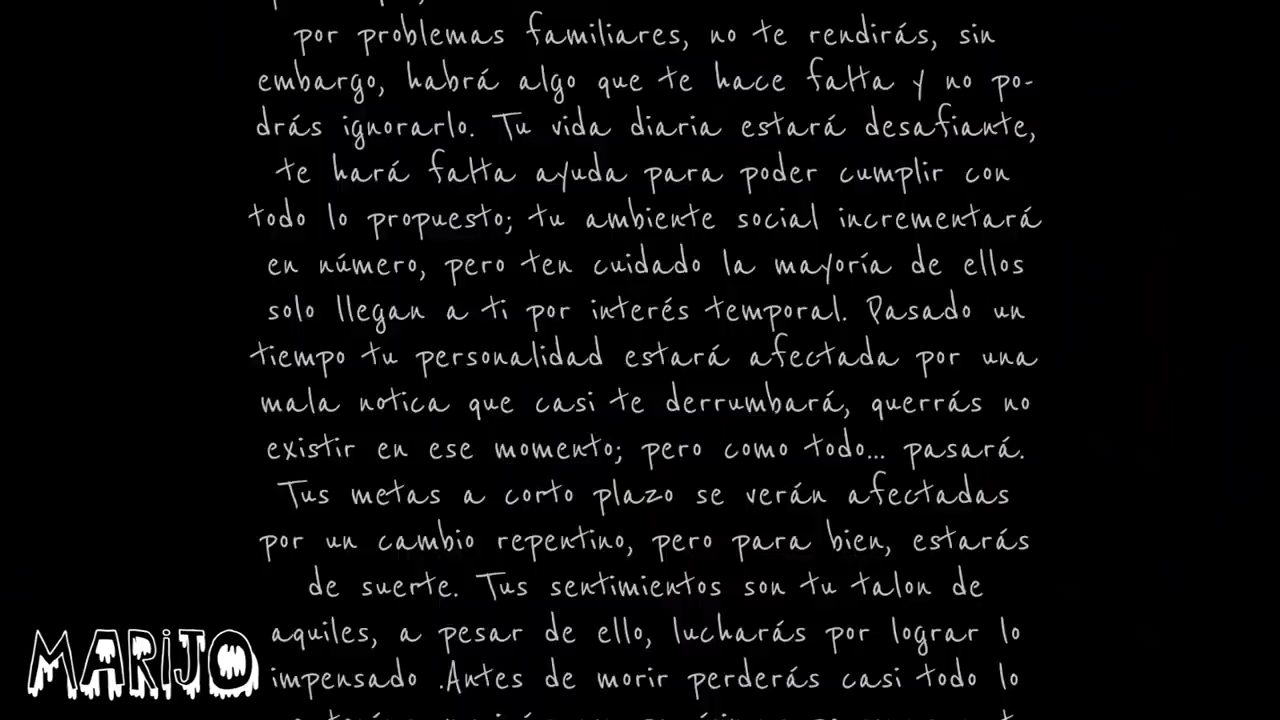 por problemas familiares, no te rendirás, sin
embargo, habrá algo que te hace falta y no po-
drás ignorarlo. Tu vida diaria estará desafiante,
te hará falta ayuda para poder cumplir con
todo lo propuesto; tu ambiente social incrementará
en número, pero ten cuidado la mayoría de ellos
solo llegan a ti por interés temporal. Pasado un
tiempo tu personalidad estará afectada por una
mala notica que casi te derrumbará, querrás no
existir en ese momento; pero como todo... pasará.
Tus metas a corto plazo se verán afectadas
por un cambio repentino, pero para bien, estarás
de suerte. Tus sentimientos son tu talon de
aquiles, a pesar de ello, lucharás por lograr lo
impensado .Antes de morir perderás casi todo lo
MARiJO